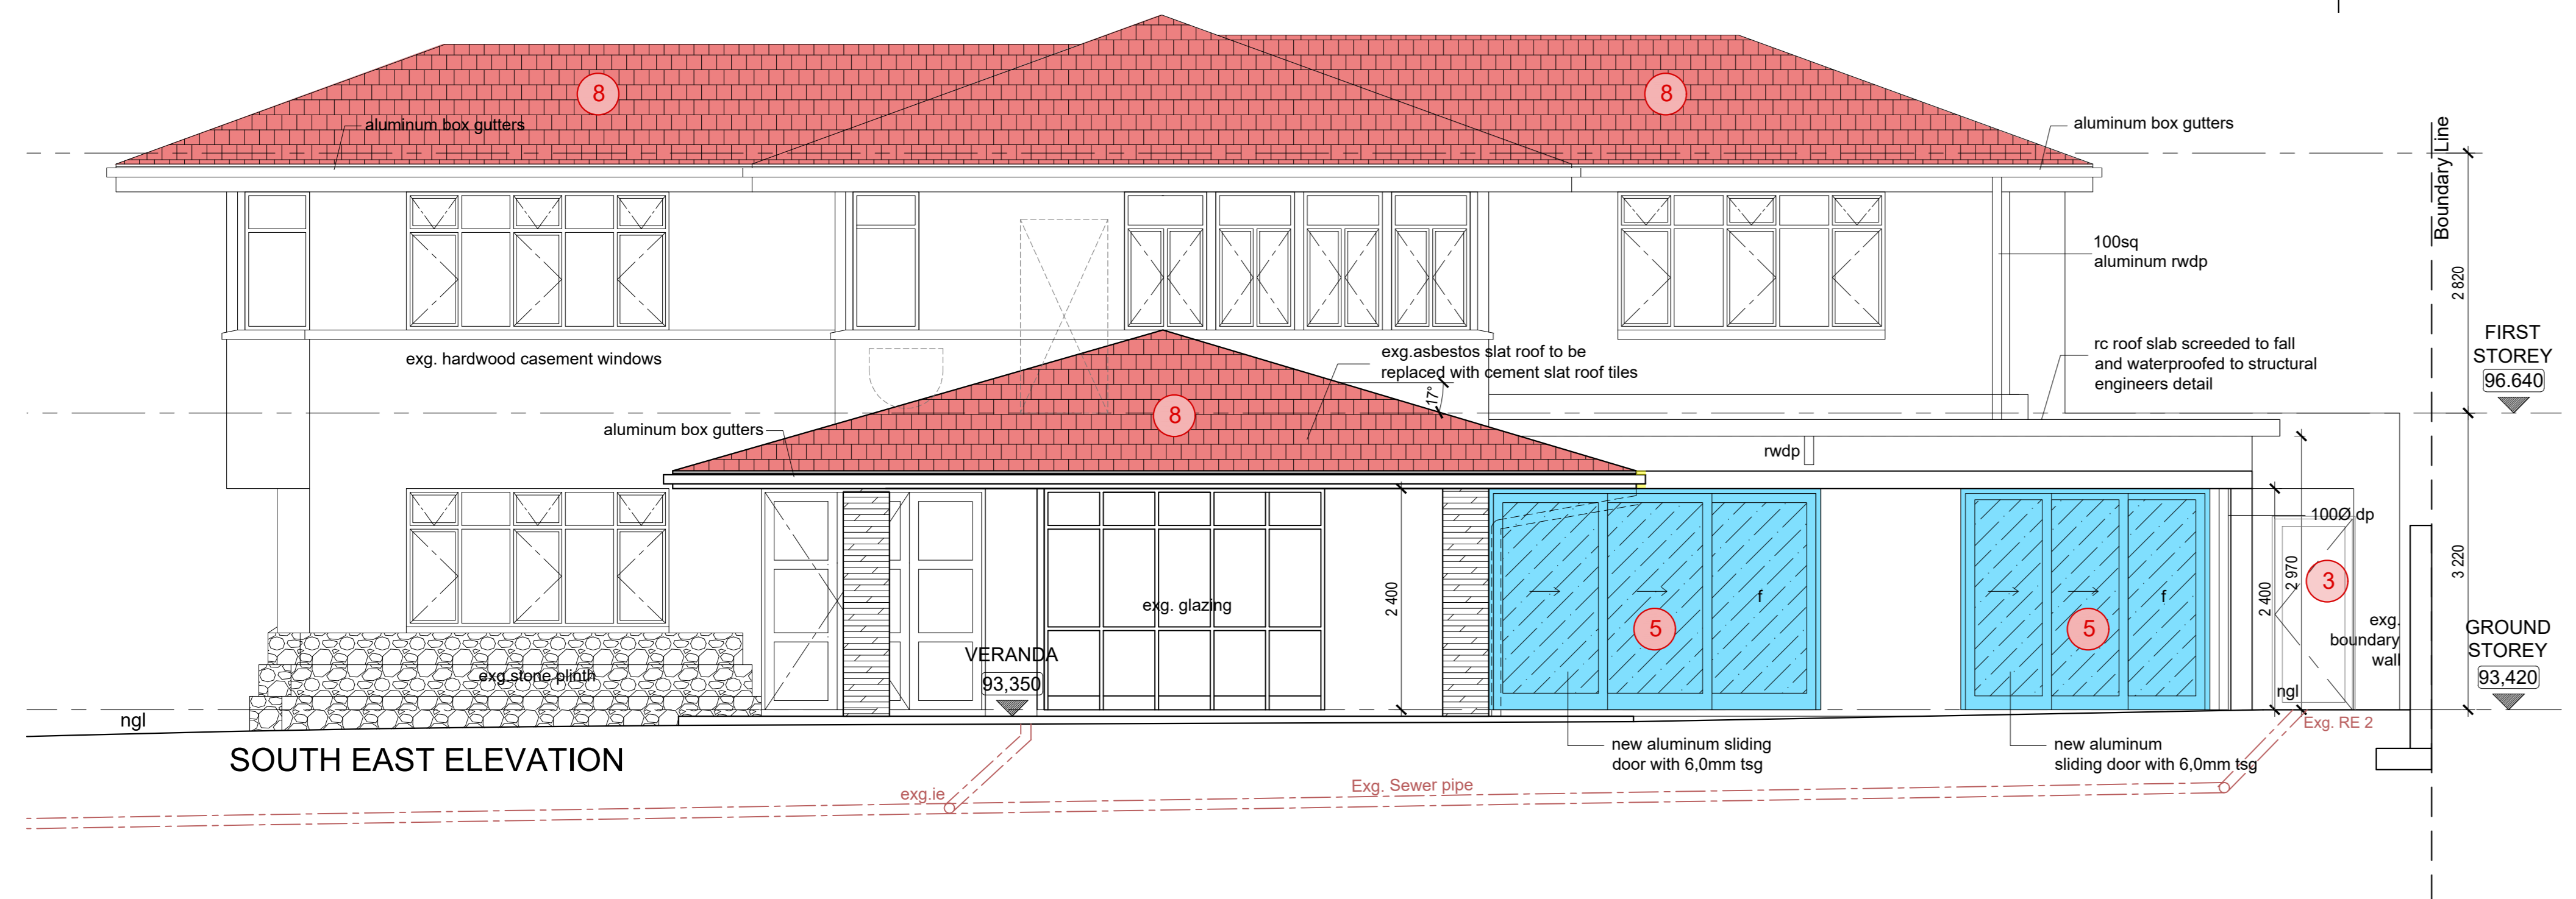 8
8
aluminum box gutters
aluminum box gutters
Boundary Line
100sq
aluminum rwdp
2 820
exg. hardwood casement windows
exg.asbestos slat roof to be
replaced with cement slat roof tiles
17°
rc roof slab screeded to fall
and waterproofed to structural
engineers detail
FIRST
STOREY
96.640
8
aluminum box gutters
rwdp
100Ø dp
2 400
exg. glazing
f
f
2 400
2 970
3
3 220
5
5
exg.
boundary
wall
GROUND
STOREY
93,420
VERANDA
93,350
exg.stone plinth
ngl
ngl
Exg. RE 2
SOUTH EAST ELEVATION
new aluminum sliding
door with 6,0mm tsg
new aluminum
sliding door with 6,0mm tsg
exg.ie
Exg. Sewer pipe